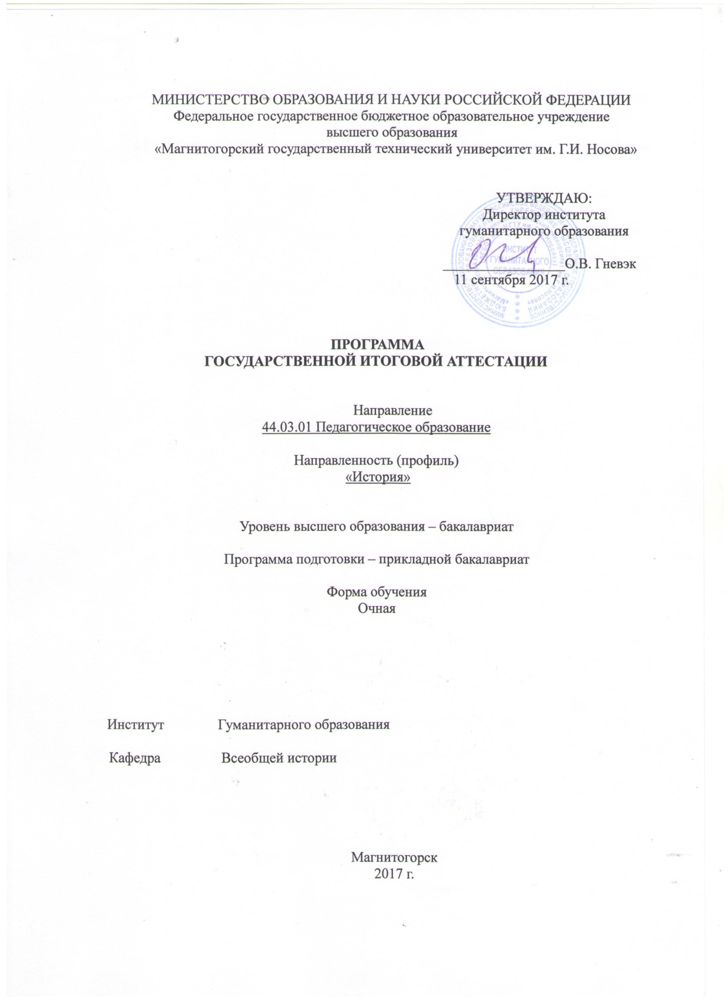 МИНИСТЕРСТВО ОБРАЗОВАНИЯ И НАУКИ РОССИЙСКОЙ ФЕДЕРАЦИИ
Федеральное государственное бюджетное образовательное учреждение
высшего образования
«Магнитогорский государственный технический университет им. Г.И. Носова»
УТВЕРЖДАЮ:
Директор института
гуманитарного образования
ИНСТИТУТ
ГУМАНИТАРНОГО
ОБРАЗОВАНИЯ
О.В. Гневэк
11 сентября 2017 г.
ПРОГРАММА
ГОСУДАРСТВЕННОЙ ИТОГОВОЙ АТТЕСТАЦИИ
Направление
44.03.01 Педагогическое образование
Направленность (профиль)
«История»
Уровень высшего образования – бакалавриат
Программа подготовки – прикладной бакалавриат
Форма обучения
Очная
Институт Гуманитарного образования
Кафедра Всеобщей истории
Магнитогорск
2017 г.